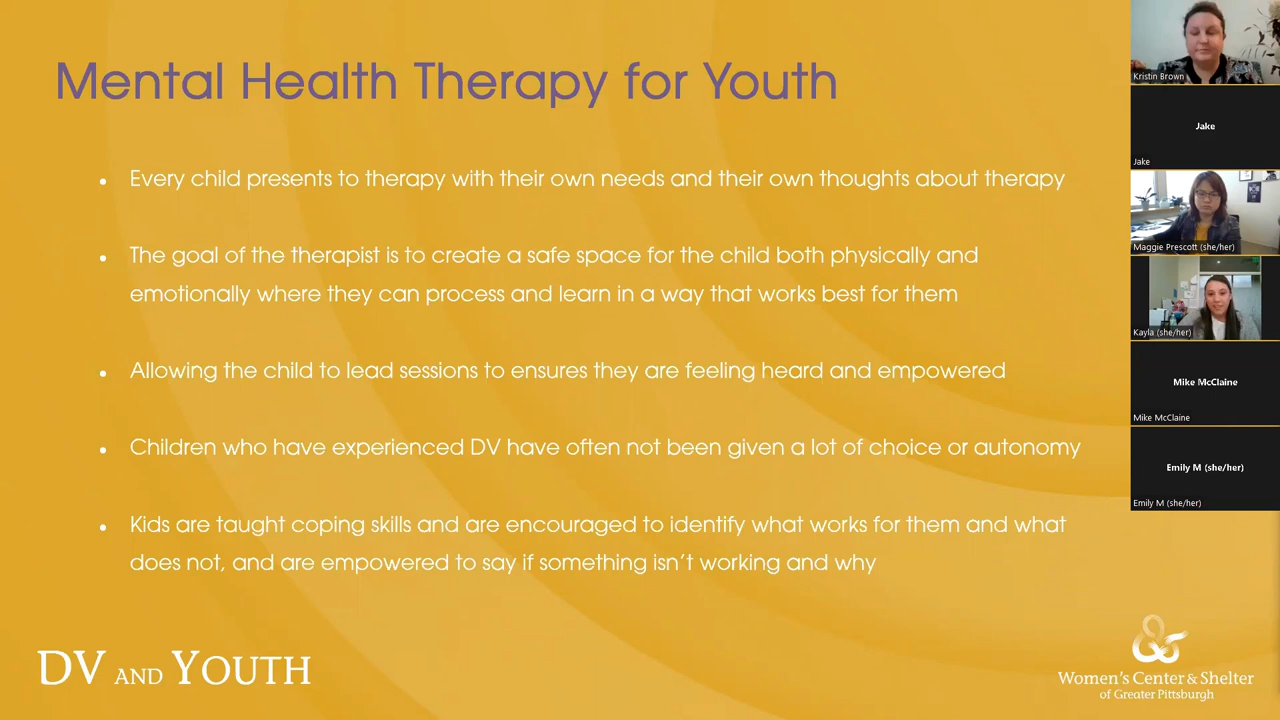 Mental Health Therapy for Youth
• Every child presents to therapy with their own needs and their own thoughts about therapy
• The goal of the therapist is to create a safe space for the child both physically and
emotionally where they can process and learn in a way that works best for them
• Allowing the child to lead sessions to ensures they are feeling heard and empowered
• Children who have experienced DV have often not been given a lot of choice or autonomy
• Kids are taught coping skills and are encouraged to identify what works for them and what
does not, and are empowered to say if something isn't working and why
DV AND YOUTH
Women's Center & Shelter
of Greater Pittsburgh
Kristin Brown
Jake
Jake
Maggie Prescott (she/her)
Kayla (she/her)
Mike McClaine
Mike McClaine
Emily M (she/her)
Emily M (she/her)